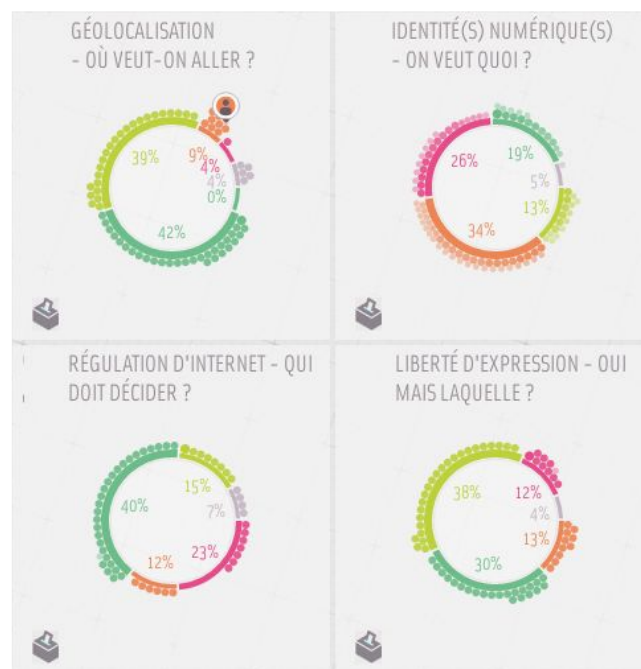 GÉOLOCALISATION
- OÙ VEUT-ON ALLER ?
39%
9%
4%
4%
0%
42%
IDENTITÉ(S) NUMÉRIQUE(S)
- ON VEUT QUOI ?
26%
19%
5%
13%
34%
RÉGULATION D'INTERNET - QUI
DOIT DÉCIDER ?
40%
15%
7%
23%
12%
LIBERTÉ D'EXPRESSION - OUI
MAIS LAQUELLE ?
38%
12%
4%
13%
30%